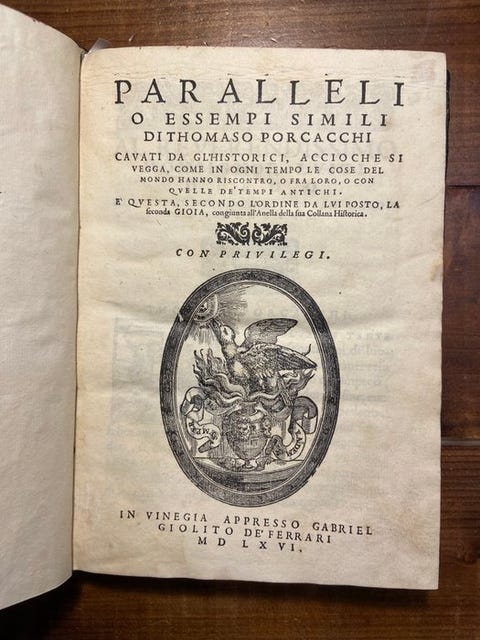 PARALLELI
O ESSEMPI SIMILI
DI THOMASO PORCACCHI
CAVATI DA GL'HISTORICI, ACCIOCHE SI
VEGGA, COME IN OGNI TEMPO LE COSE DEL
MONDO HANNO RISCONTRO, O FRA LORO, O CON
QVELLE DE' TEMPI ANTICHI.
E' QVESTA, SECONDO L'ORDINE DA LVI POSTO, LA
seconda GIOIA, congiunta all'Anella della sua Collana Historica.
CON PRIVILEGI.
IN VINEGIA APPRESSO GABRIEL
GIOLITO DE' FERRARI
M D LXVI.